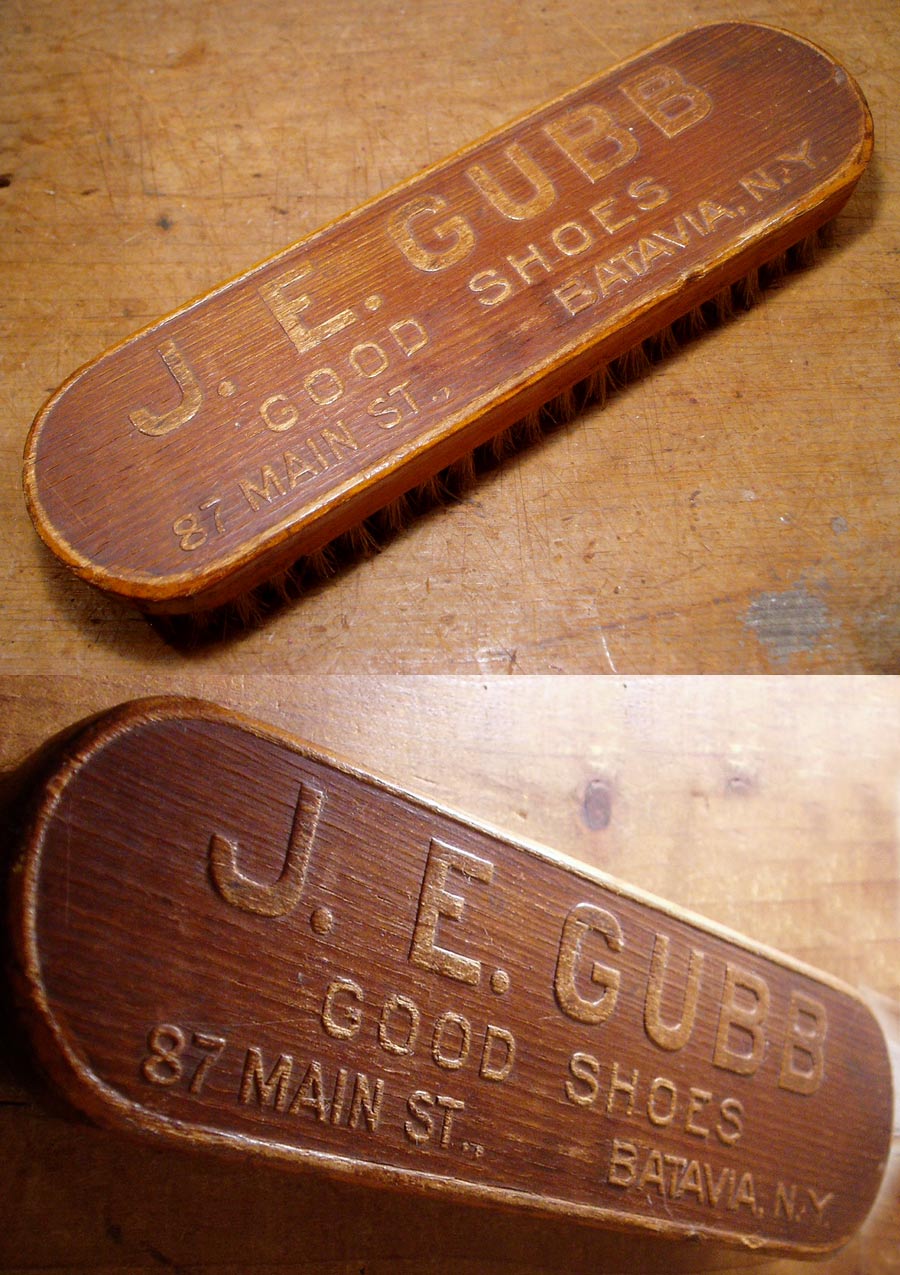 J. E. GUBB
GOOD SHOES
87 MAIN ST., BATAVIA, N.Y.
J. E. GUBB
GOOD SHOES
87 MAIN ST., BATAVIA, N.Y.